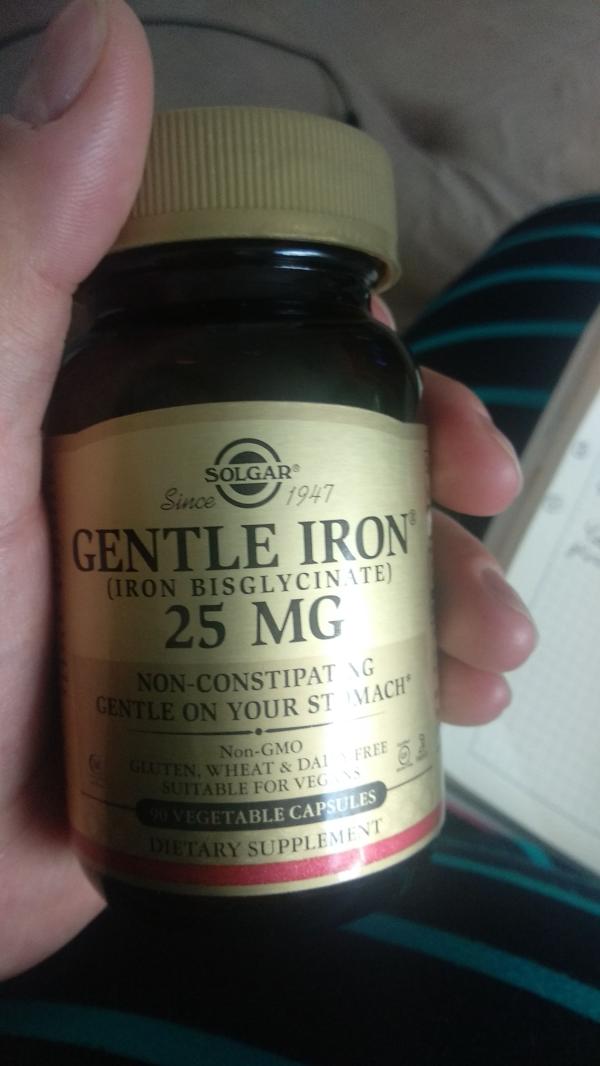 SOLGAR®
Since 1947
GENTLE IRON®
(IRON BISGLYCINATE)
25 MG
NON-CONSTIPATING
GENTLE ON YOUR STOMACH*
Non-GMO
GLUTEN, WHEAT & DAIRY FREE
SUITABLE FOR VEGANS
90 VEGETABLE CAPSULES
DIETARY SUPPLEMENT